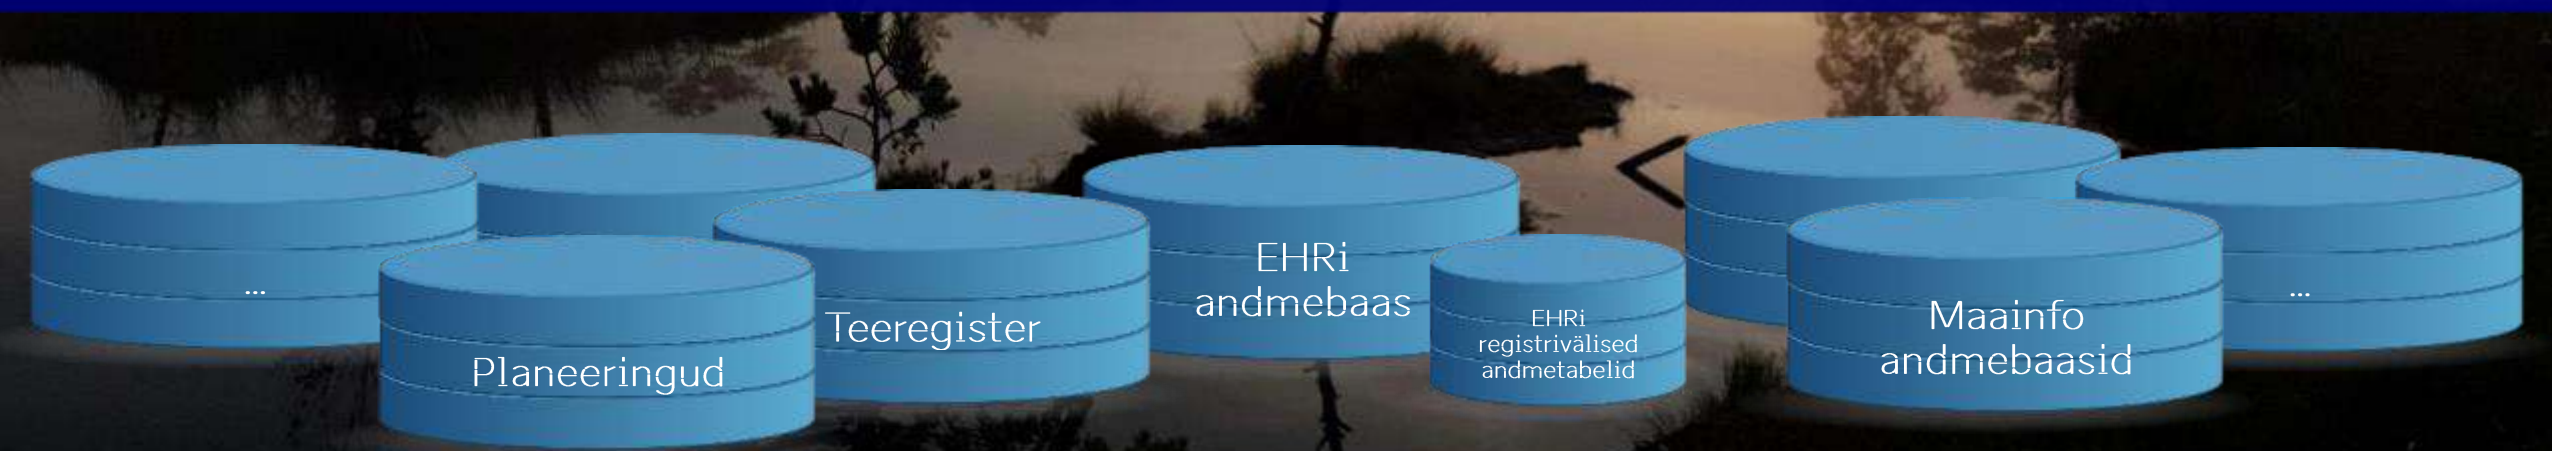 ...
Planeeringud
Teeregister
EHRi
andmebaas
EHRi
registrivälised
andmetabelid
Maainfo
andmebaasid
...